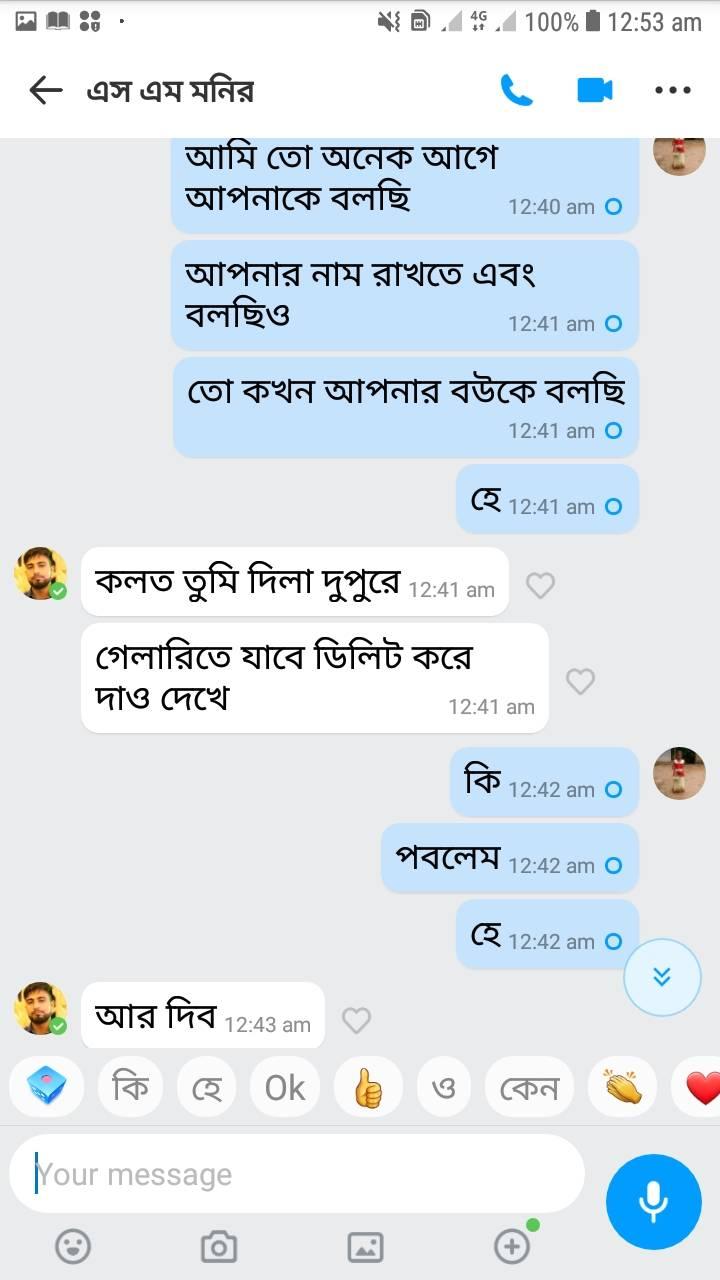 4G 100% 12:53 am
এস এম মনির
আমি তো অনেক আগে
আপনাকে বলছি 12:40 am
আপনার নাম রাখতে এবং
বলছিও 12:41 am
তো কখন আপনার বউকে বলছি
12:41 am
হে 12:41 am
কলত তুমি দিলা দুপুরে 12:41 am
গেলারিতে যাবে ডিলিট করে
দাও দেখে 12:41 am
কি 12:42 am
পবলেম 12:42 am
হে 12:42 am
আর দিব 12:43 am
কি হে Ok ও কেন
Your message